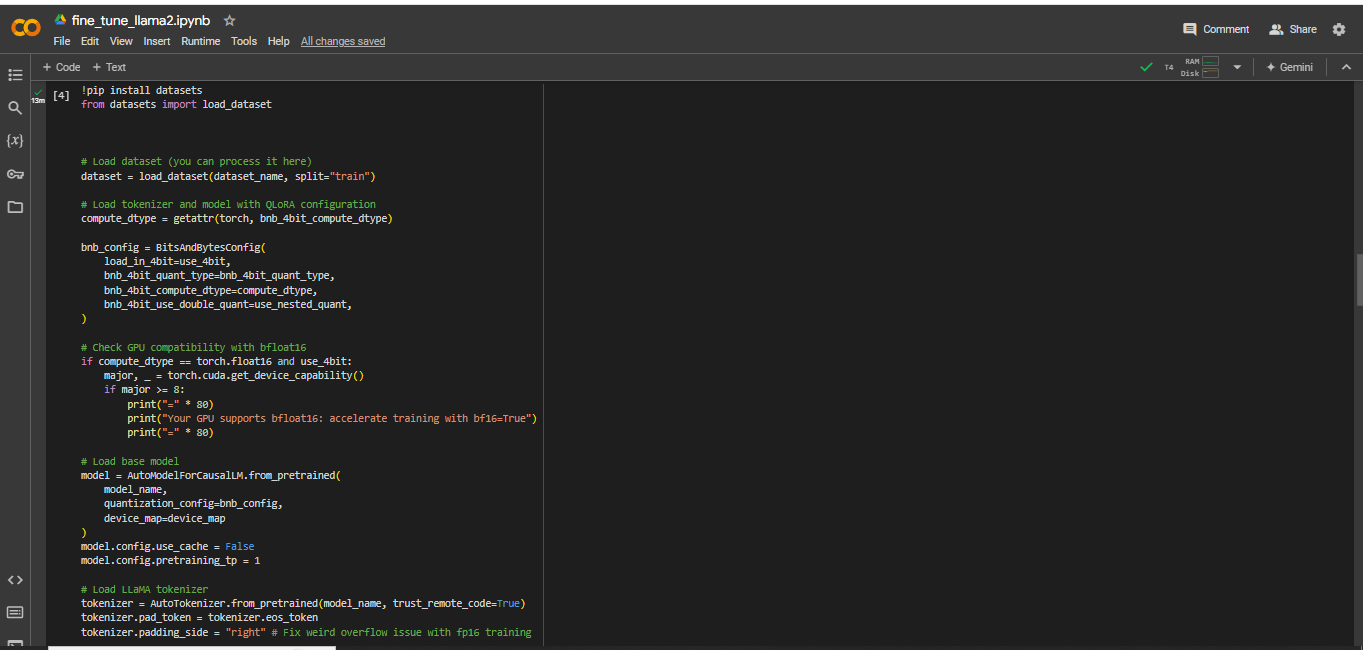 fine_tune_llama2.ipynb
File Edit View Insert Runtime Tools Help All changes saved
Comment Share
+ Code + Text
T4 RAM Disk Gemini
13m
[4] !pip install datasets
from datasets import load_dataset
# Load dataset (you can process it here)
dataset = load_dataset(dataset_name, split="train")
# Load tokenizer and model with QLoRA configuration
compute_dtype = getattr(torch, bnb_4bit_compute_dtype)
bnb_config = BitsAndBytesConfig(
    load_in_4bit=use_4bit,
    bnb_4bit_quant_type=bnb_4bit_quant_type,
    bnb_4bit_compute_dtype=compute_dtype,
    bnb_4bit_use_double_quant=use_nested_quant,
)
# Check GPU compatibility with bfloat16
if compute_dtype == torch.float16 and use_4bit:
    major, _ = torch.cuda.get_device_capability()
    if major >= 8:
        print("=" * 80)
        print("Your GPU supports bfloat16: accelerate training with bf16=True")
        print("=" * 80)
# Load base model
model = AutoModelForCausalLM.from_pretrained(
    model_name,
    quantization_config=bnb_config,
    device_map=device_map
)
model.config.use_cache = False
model.config.pretraining_tp = 1
# Load LLaMA tokenizer
tokenizer = AutoTokenizer.from_pretrained(model_name, trust_remote_code=True)
tokenizer.pad_token = tokenizer.eos_token
tokenizer.padding_side = "right" # Fix weird overflow issue with fp16 training